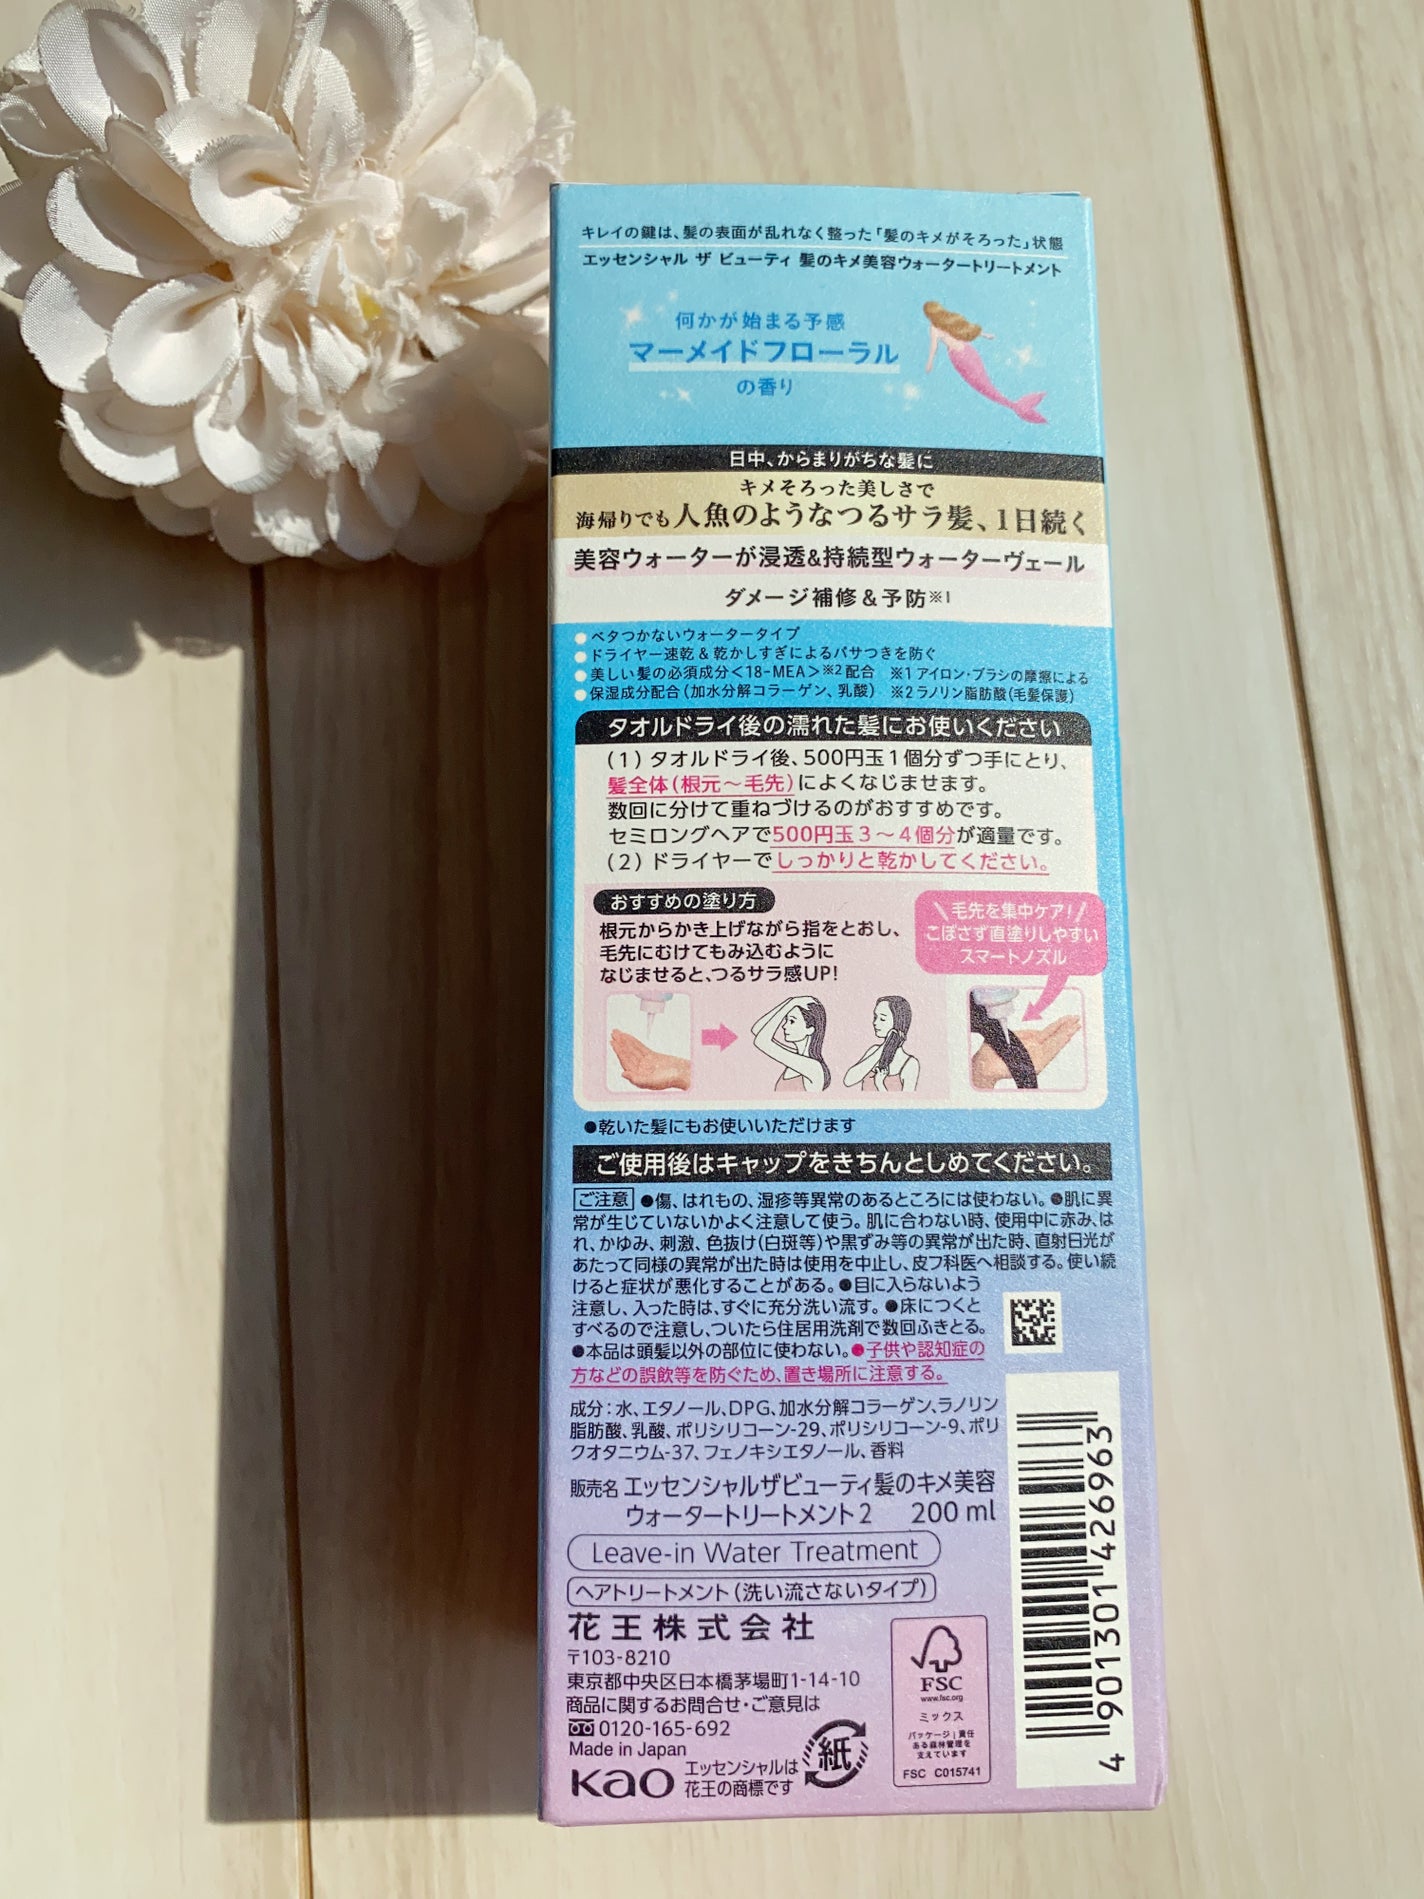 キレイの鍵は、髪の表面が乱れなく整った「髪のキメがそろった」状態
エッセンシャル ザ ビューティ 髪のキメ美容ウォータートリートメント
何かが始まる予感
マーメイドフローラル
の香り
日中、からまりがちな髪に
キメそろった美しさで
海帰りでも人魚のようなつるサラ髪、1日続く
美容ウォーターが浸透&持続型ウォーターヴェール
ダメージ補修&予防※1
●ベタつかないウォータータイプ
●ドライヤー速乾&乾かしすぎによるパサつきを防ぐ
●美しい髪の必須成分<18-MEA>※2配合 ※1 アイロン・ブラシの摩擦による
●保湿成分配合(加水分解コラーゲン、乳酸) ※2 ラノリン脂肪酸(毛髪保護)
タオルドライ後の濡れた髪にお使いください
(1) タオルドライ後、500円玉1個分ずつ手にとり、
髪全体(根元~毛先)によくなじませます。
数回に分けて重ねづけるのがおすすめです。
セミロングヘアで500円玉3~4個分が適量です。
(2) ドライヤーでしっかりと乾かしてください。
おすすめの塗り方
根元からかき上げながら指をとおし、
毛先にむけてもみ込むように
なじませると、つるサラ感UP!
\毛先を集中ケア!/
こぼさず直塗りしやすい
スマートノズル
●乾いた髪にもお使いいただけます
ご使用後はキャップをきちんとしめてください。
ご注意 ●傷、はれもの、湿疹等異常のあるところには使わない。●肌に異
常が生じていないかよく注意して使う。肌に合わない時、使用中に赤み、は
れ、かゆみ、刺激、色抜け(白斑等)や黒ずみ等の異常が出た時、直射日光が
あたって同様の異常が出た時は使用を中止し、皮フ科医へ相談する。使い続
けると症状が悪化することがある。●目に入らないよう
注意し、入った時は、すぐに充分洗い流す。●床につくと
すべるので注意し、ついたら住居用洗剤で数回ふきとる。
●本品は頭髪以外の部位に使わない。●子供や認知症の
方などの誤飲等を防ぐため、置き場所に注意する。
成分:水、エタノール、DPG、加水分解コラーゲン、ラノリン
脂肪酸、乳酸、ポリシリコーン-29、ポリシリコーン-9、ポリ
クオタニウム-37、フェノキシエタノール、香料
販売名 エッセンシャルザビューティ髪のキメ美容
ウォータートリートメント2 200 ml
Leave-in Water Treatment
ヘアトリートメント(洗い流さないタイプ)
花王株式会社
〒103-8210
東京都中央区日本橋茅場町1-14-10
商品に関するお問合せ・ご意見は
0120-165-692
Made in Japan
Kao エッセンシャルは
花王の商標です
紙
FSC
www.fsc.org
ミックス
パッケージ|責任
ある森林管理を
支えています
FSC C015741
4 901301 426963